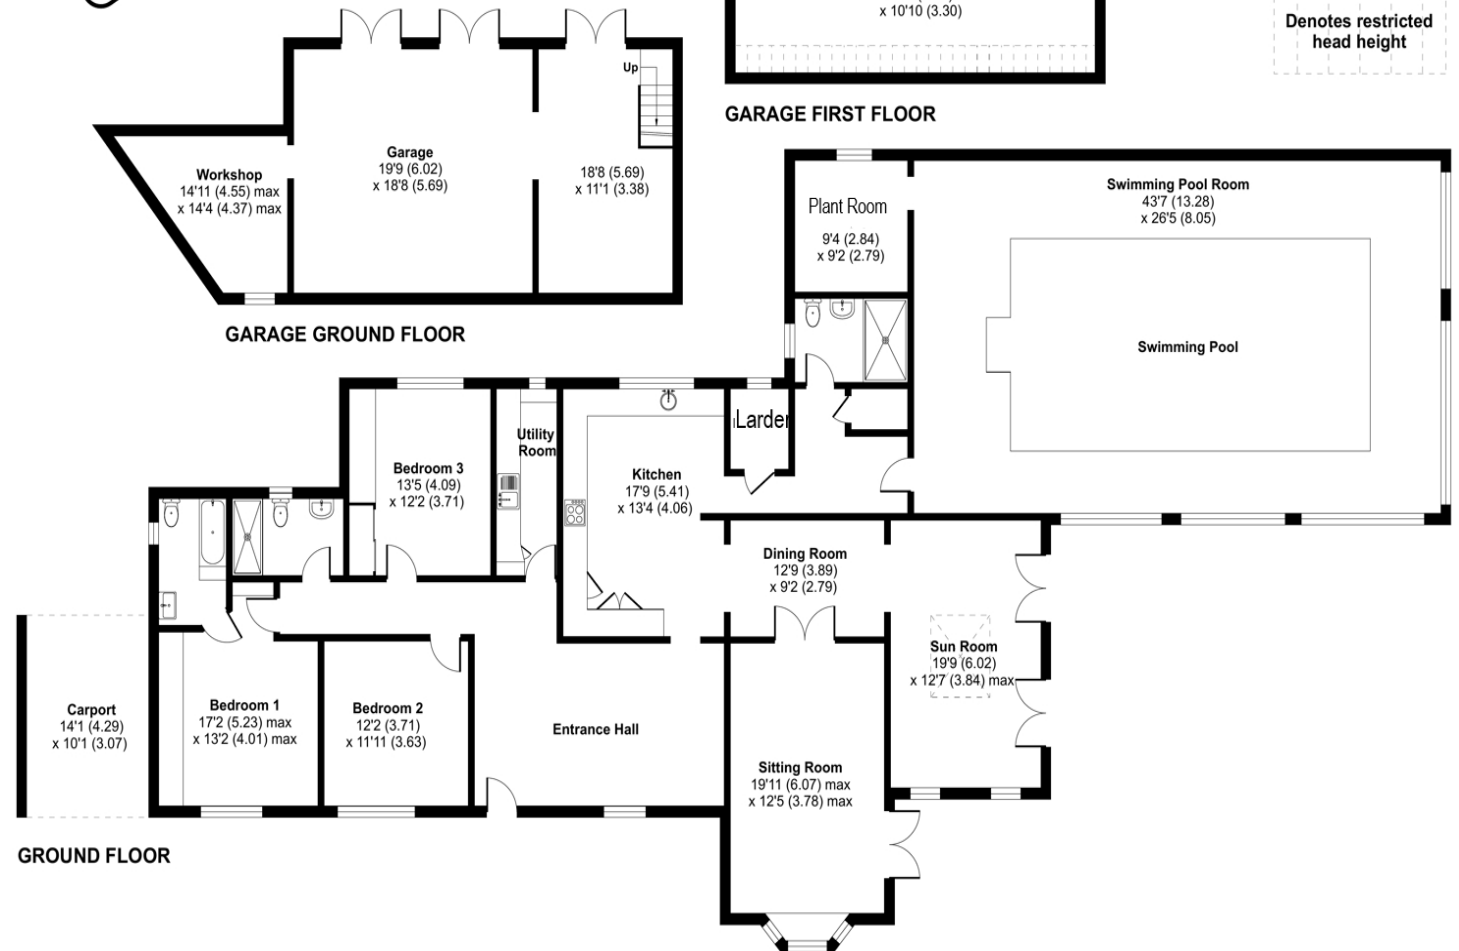 x 10'10 (3.30)
Denotes restricted
head height
GARAGE FIRST FLOOR
Up
Garage
19'9 (6.02)
x 18'8 (5.69)
18'8 (5.69)
x 11'1 (3.38)
Workshop
14'11 (4.55) max
x 14'4 (4.37) max
GARAGE GROUND FLOOR
Swimming Pool Room
43'7 (13.28)
x 26'5 (8.05)
Plant Room
9'4 (2.84)
x 9'2 (2.79)
Swimming Pool
Larder
Utility
Room
Bedroom 3
13'5 (4.09)
x 12'2 (3.71)
Kitchen
17'9 (5.41)
x 13'4 (4.06)
Dining Room
12'9 (3.89)
x 9'2 (2.79)
Sun Room
19'9 (6.02)
x 12'7 (3.84) max
Carport
14'1 (4.29)
x 10'1 (3.07)
Bedroom 1
17'2 (5.23) max
x 13'2 (4.01) max
Bedroom 2
12'2 (3.71)
x 11'11 (3.63)
Entrance Hall
Sitting Room
19'11 (6.07) max
x 12'5 (3.78) max
GROUND FLOOR